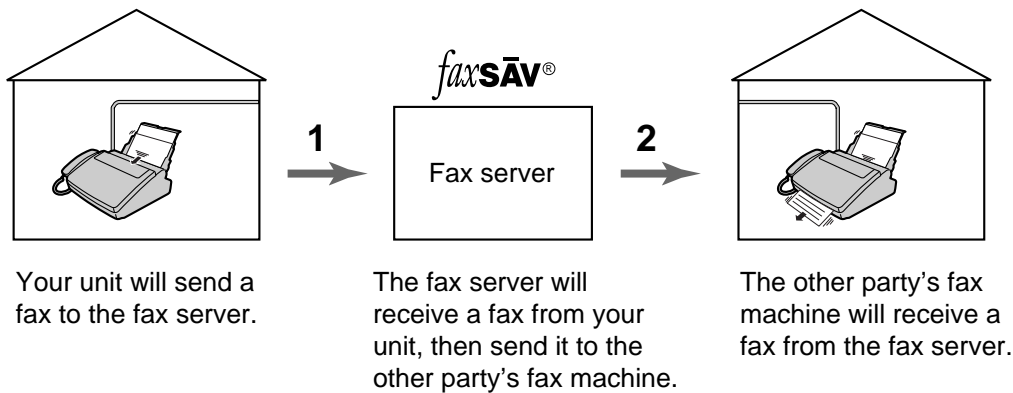 faxSĀV®
1
Fax server
2
Your unit will send a
fax to the fax server.
The fax server will
receive a fax from your
unit, then send it to the
other party’s fax machine.
The other party’s fax
machine will receive a
fax from the fax server.